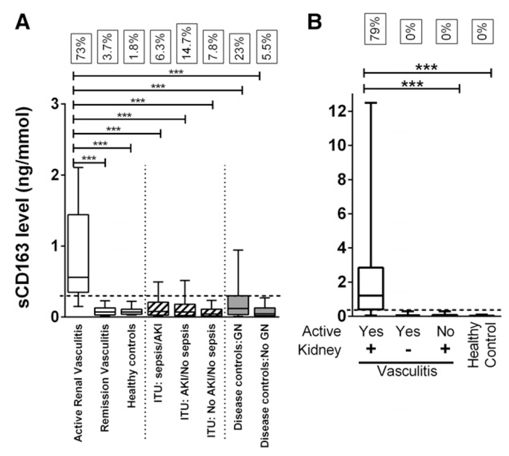 A
73%
3.7%
1.8%
6.3%
14.7%
7.8%
23%
5.5%
***
***
***
***
***
***
***
sCD163 level (ng/mmol)
3
2
1
0
Active Renal Vasculitis
Remission Vasculitis
Healthy controls
ITU: sepsis/AKI
ITU: AKI/No sepsis
ITU: No AKI/No sepsis
Disease controls:GN
Disease controls:No GN
B
79%
0%
0%
0%
***
***
12
10
8
6
4
2
0
Active Yes Yes No
Kidney + - +
Vasculitis
Healthy
Control